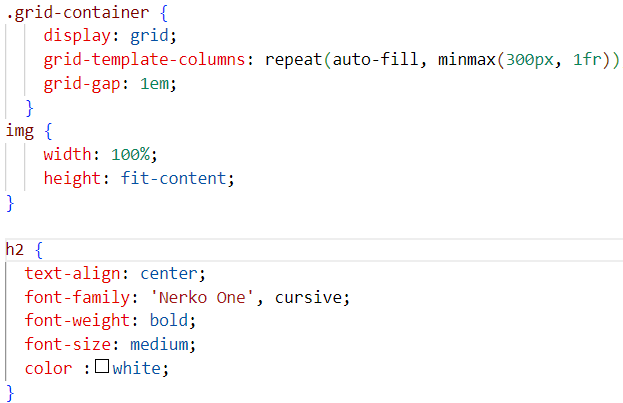 .grid-container {
display: grid;
grid-template-columns: repeat(auto-fill, minmax(300px, 1fr))
grid-gap: 1em;
}
img {
width: 100%;
height: fit-content;
}
h2 {
text-align: center;
font-family: 'Nerko One', cursive;
font-weight: bold;
font-size: medium;
color :white;
}